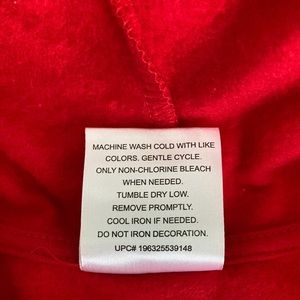 MACHINE WASH COLD WITH LIKE
COLORS. GENTLE CYCLE.
ONLY NON-CHLORINE BLEACH
WHEN NEEDED.
TUMBLE DRY LOW.
REMOVE PROMPTLY.
COOL IRON IF NEEDED.
DO NOT IRON DECORATION.
UPC# 196325539148